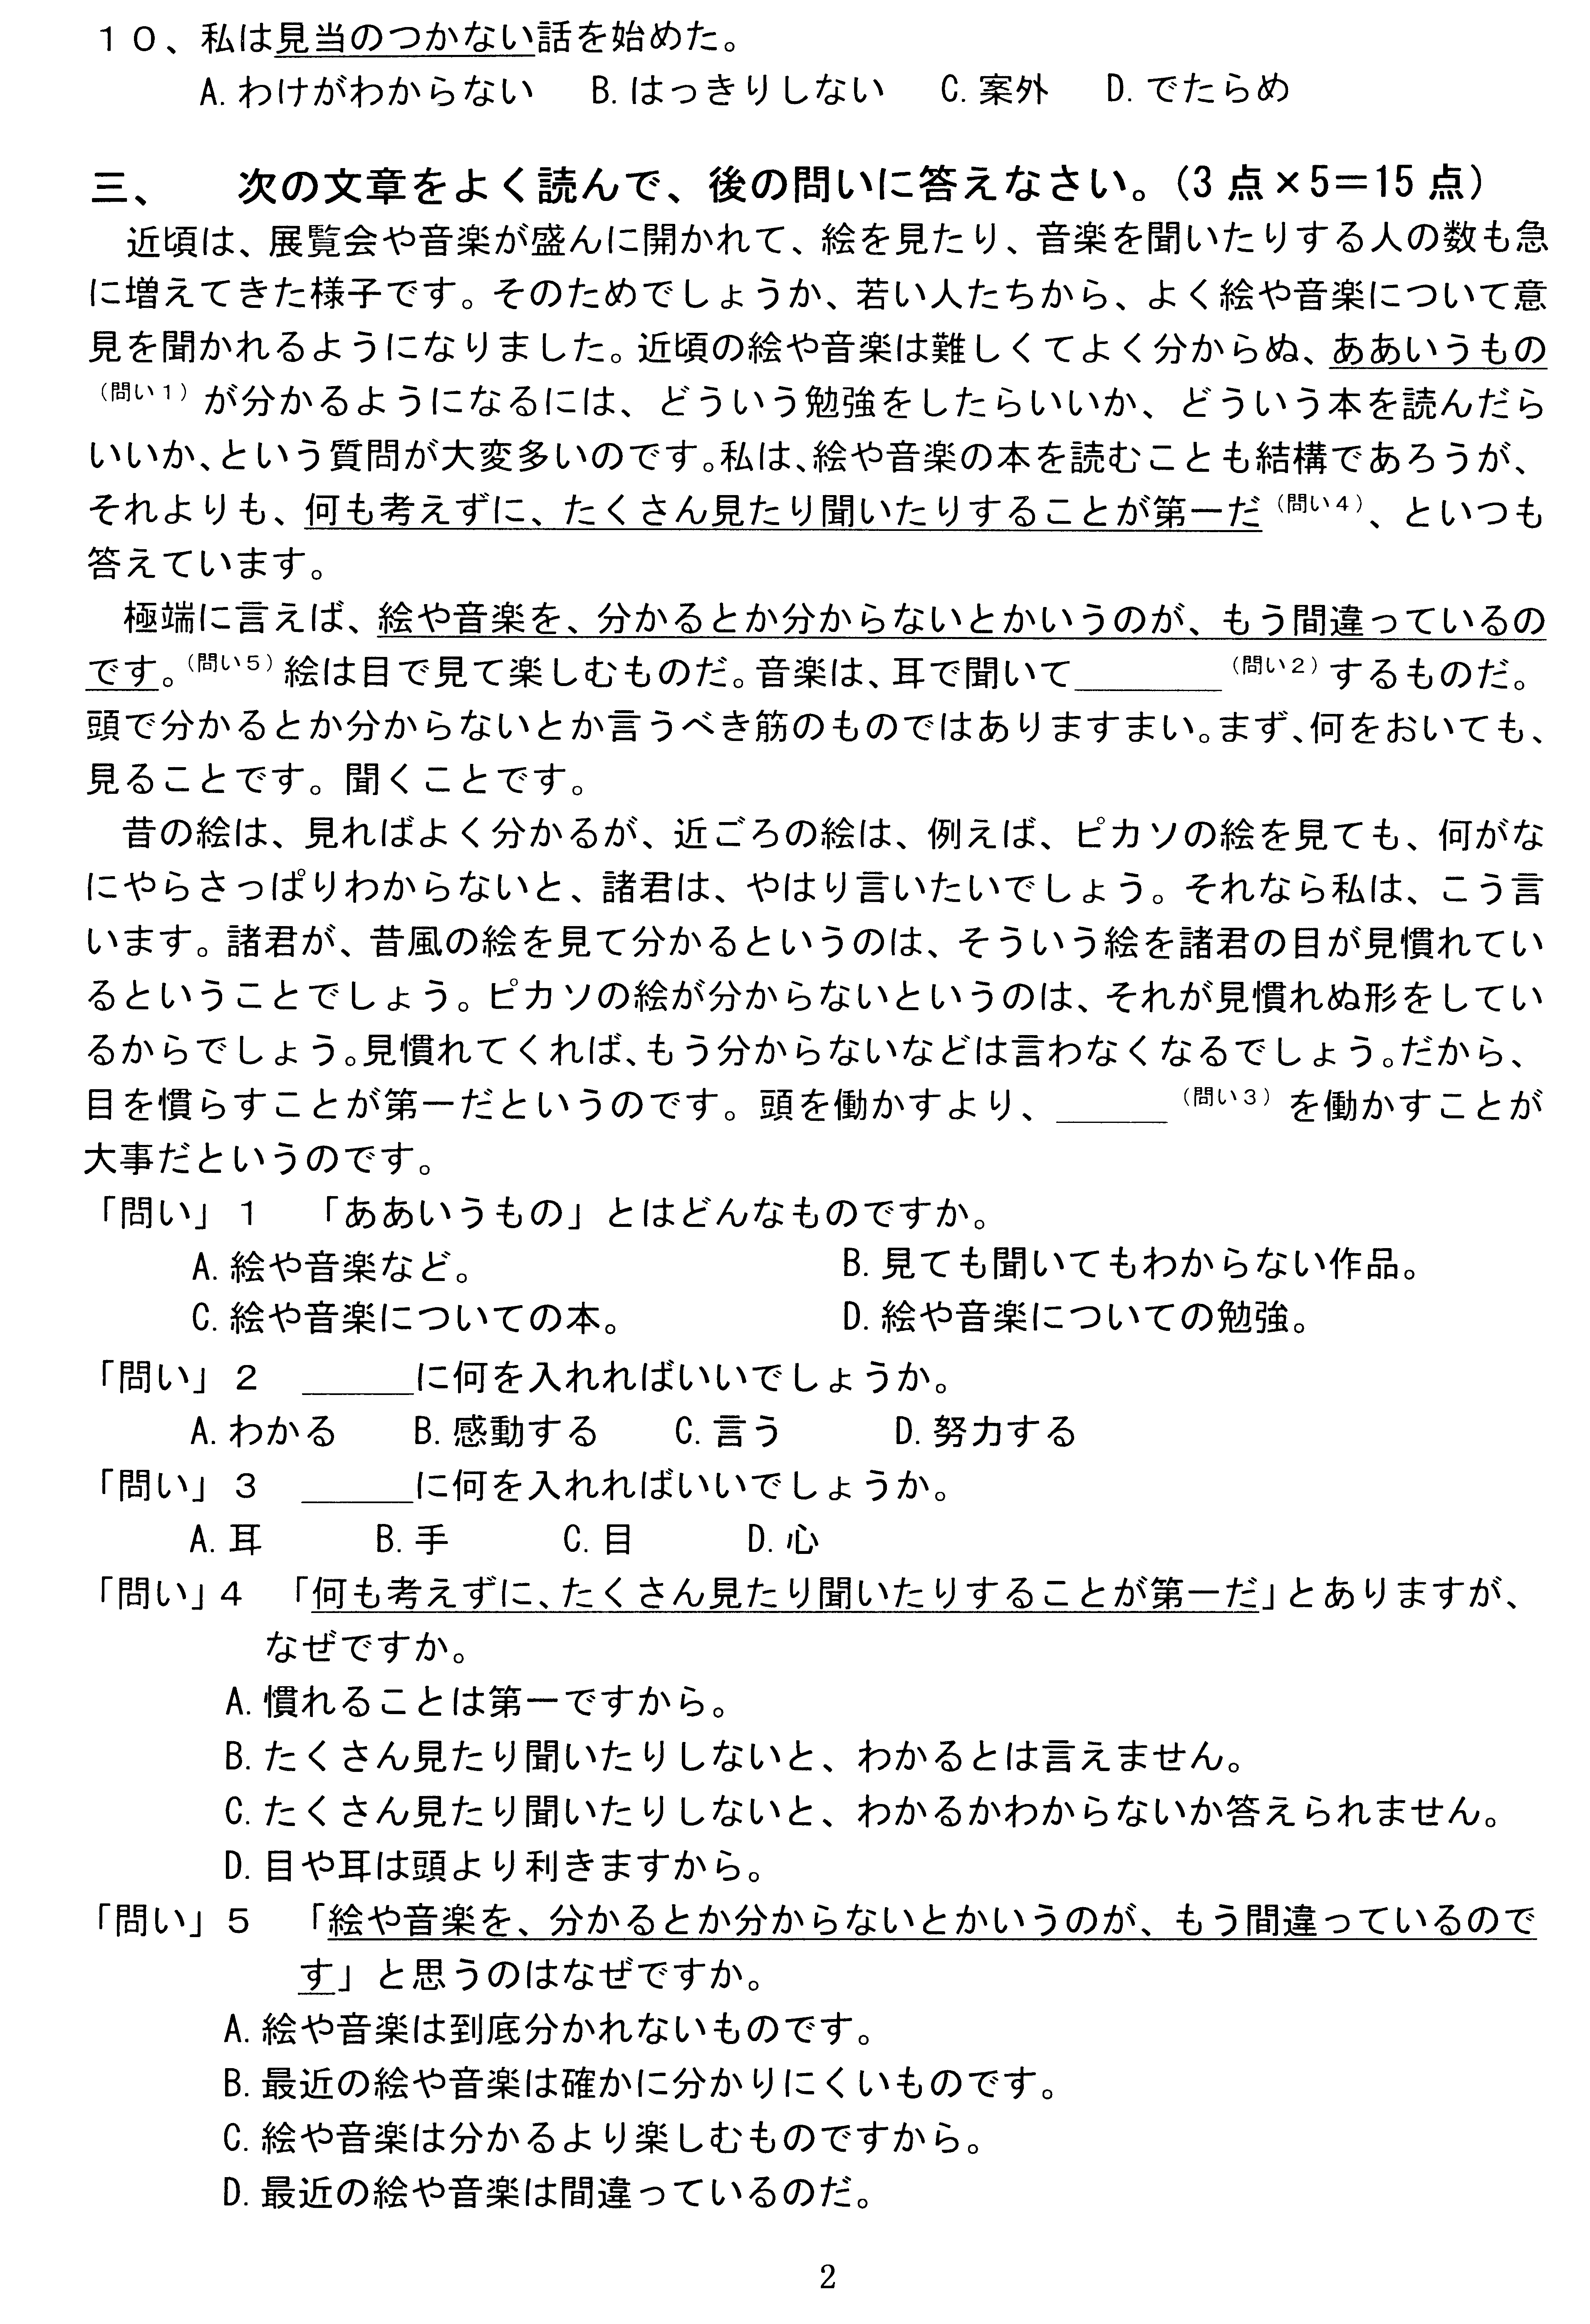 １０、私は見当のつかない話を始めた。
A. わけがわからない　B. はっきりしない　C. 案外　D. でたらめ
三、　次の文章をよく読んで、後の問いに答えなさい。（3 点×5＝15 点）
近頃は、展覧会や音楽が盛んに開かれて、絵を見たり、音楽を聞いたりする人の数も急
に増えてきた様子です。そのためでしょうか、若い人たちから、よく絵や音楽について意
見を聞かれるようになりました。近頃の絵や音楽は難しくてよく分からぬ、ああいうもの
（問い１）が分かるようになるには、どういう勉強をしたらいいか、どういう本を読んだら
いいか、という質問が大変多いのです。私は、絵や音楽の本を読むことも結構であろうが、
それよりも、何も考えずに、たくさん見たり聞いたりすることが第一だ（問い４）、といつも
答えています。
極端に言えば、絵や音楽を、分かるとか分からないとかいうのが、もう間違っているの
です。（問い５）絵は目で見て楽しむものだ。音楽は、耳で聞いて________（問い２）するものだ。
頭で分かるとか分からないとか言うべき筋のものではありますまい。まず、何をおいても、
見ることです。聞くことです。
昔の絵は、見ればよく分かるが、近ごろの絵は、例えば、ピカソの絵を見ても、何がな
にやらさっぱりわからないと、諸君は、やはり言いたいでしょう。それなら私は、こう言
います。諸君が、昔風の絵を見て分かるというのは、そういう絵を諸君の目が見慣れてい
るということでしょう。ピカソの絵が分からないというのは、それが見慣れぬ形をしてい
るからでしょう。見慣れてくれば、もう分からないなどは言わなくなるでしょう。だから、
目を慣らすことが第一だというのです。頭を働かすより、______（問い３）を働かすことが
大事だというのです。
「問い」１　「ああいうもの」とはどんなものですか。
A. 絵や音楽など。　B. 見ても聞いてもわからない作品。
C. 絵や音楽についての本。　D. 絵や音楽についての勉強。
「問い」２　______に何を入れればいいでしょうか。
A. わかる　B. 感動する　C. 言う　D. 努力する
「問い」３　______に何を入れればいいでしょうか。
A. 耳　B. 手　C. 目　D. 心
「問い」４　「何も考えずに、たくさん見たり聞いたりすることが第一だ」とありますが、
なぜですか。
A. 慣れることは第一ですから。
B. たくさん見たり聞いたりしないと、わかるとは言えません。
C. たくさん見たり聞いたりしないと、わかるかわからないか答えられません。
D. 目や耳は頭より利きますから。
「問い」５　「絵や音楽を、分かるとか分からないとかいうのが、もう間違っているので
す」と思うのはなぜですか。
A. 絵や音楽は到底分かれないものです。
B. 最近の絵や音楽は確かに分かりにくいものです。
C. 絵や音楽は分かるより楽しむものですから。
D. 最近の絵や音楽は間違っているのだ。
2